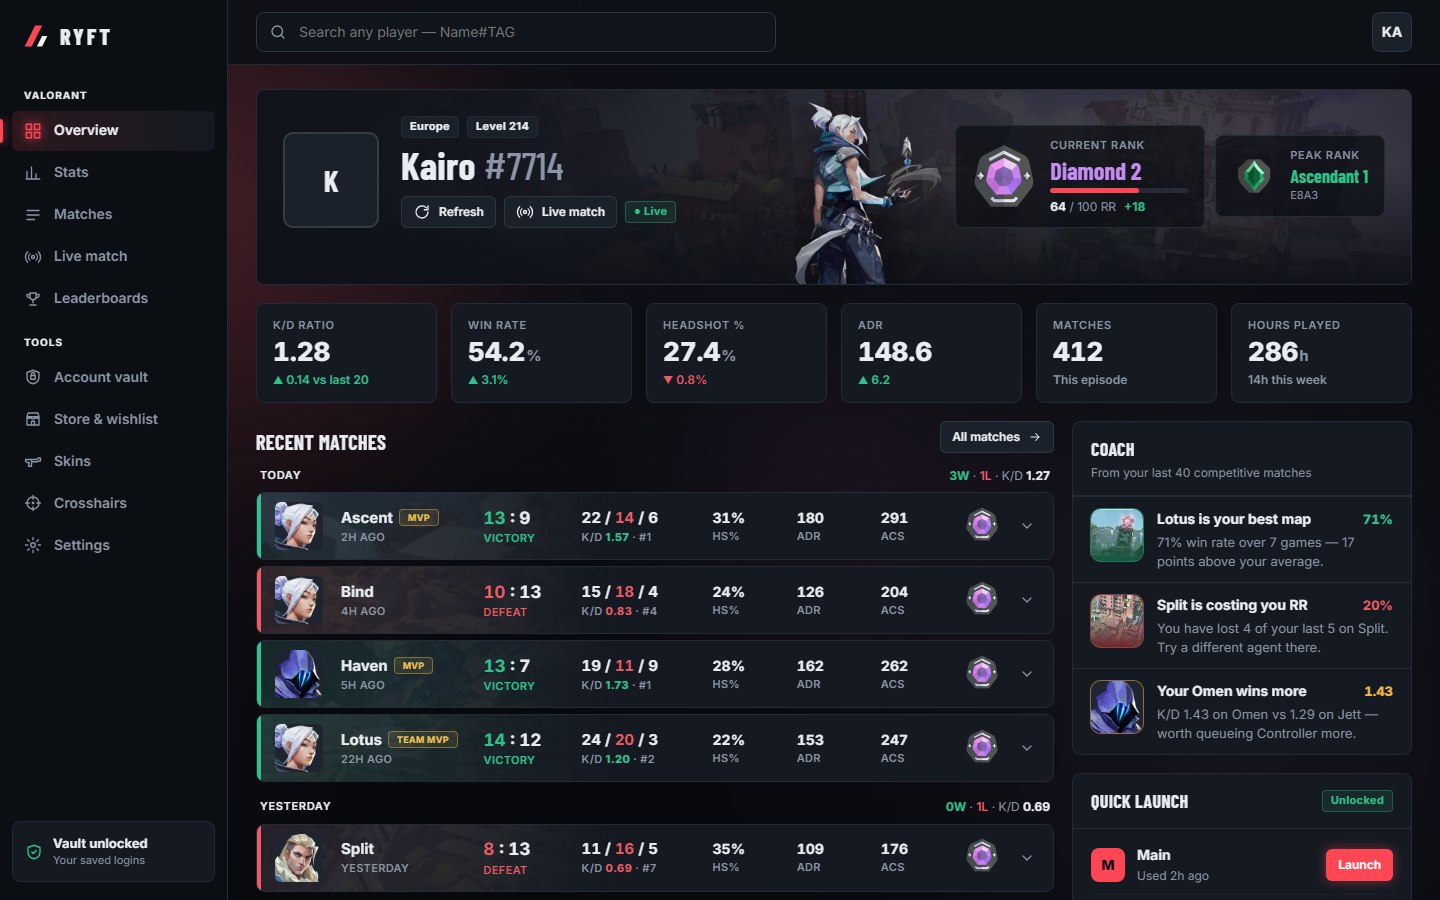 RYFT
Search any player — Name#TAG
KA
VALORANT
Overview
Stats
Matches
Live match
Leaderboards
TOOLS
Account vault
Store & wishlist
Skins
Crosshairs
Settings
Vault unlocked
Your saved logins
K
Europe
Level 214
Kairo #7714
Refresh
Live match
• Live
CURRENT RANK
Diamond 2
64 / 100 RR +18
PEAK RANK
Ascendant 1
E8A3
K/D RATIO
1.28
▲ 0.14 vs last 20
WIN RATE
54.2%
▲ 3.1%
HEADSHOT %
27.4%
▼ 0.8%
ADR
148.6
▲ 6.2
MATCHES
412
This episode
HOURS PLAYED
286h
14h this week
RECENT MATCHES
All matches →
TODAY
3W · 1L · K/D 1.27
Ascent MVP 13 : 9 22 / 14 / 6 31% 180 291
2H AGO VICTORY K/D 1.57 · #1 HS% ADR ACS
Bind 10 : 13 15 / 18 / 4 24% 126 204
4H AGO DEFEAT K/D 0.83 · #4 HS% ADR ACS
Haven MVP 13 : 7 19 / 11 / 9 28% 162 262
5H AGO VICTORY K/D 1.73 · #1 HS% ADR ACS
Lotus TEAM MVP 14 : 12 24 / 20 / 3 22% 153 247
22H AGO VICTORY K/D 1.20 · #2 HS% ADR ACS
YESTERDAY
0W · 1L · K/D 0.69
Split 8 : 13 11 / 16 / 5 35% 109 176
YESTERDAY DEFEAT K/D 0.69 · #7 HS% ADR ACS
COACH
From your last 40 competitive matches
Lotus is your best map 71%
71% win rate over 7 games — 17
points above your average.
Split is costing you RR 20%
You have lost 4 of your last 5 on Split.
Try a different agent there.
Your Omen wins more 1.43
K/D 1.43 on Omen vs 1.29 on Jett —
worth queueing Controller more.
QUICK LAUNCH Unlocked
M
Main
Used 2h ago
Launch